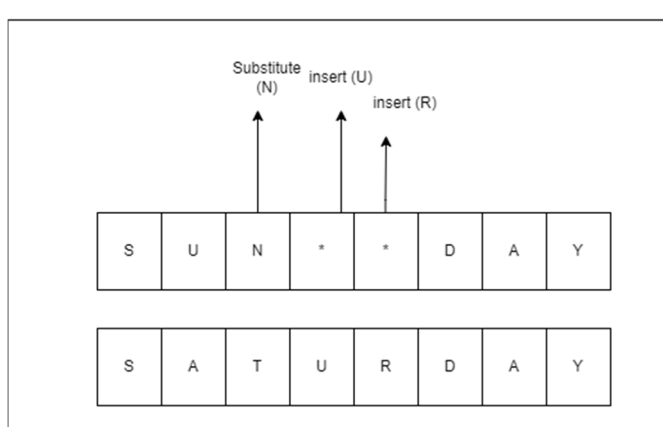 Substitute
(N)
insert (U)
insert (R)
S U N * * D A Y
S A T U R D A Y